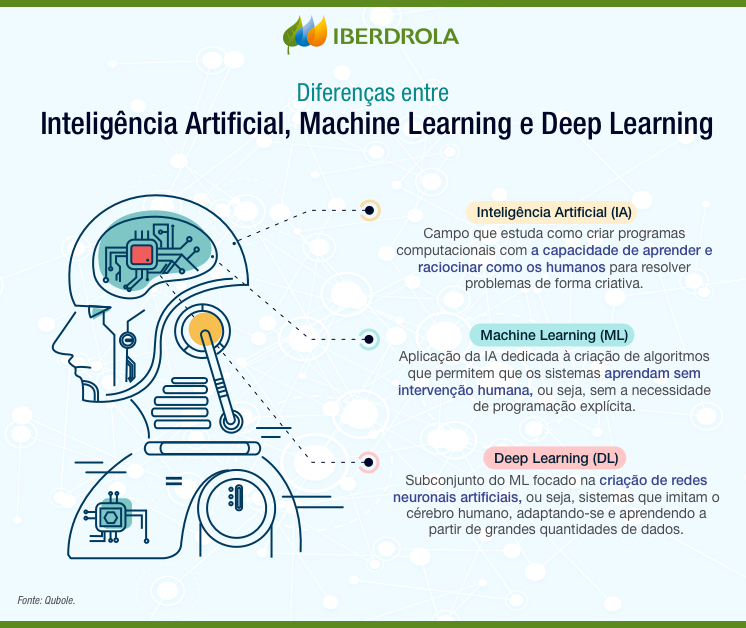 IBERDROLA
Diferenças entre
Inteligência Artificial, Machine Learning e Deep Learning
Inteligência Artificial (IA)
Campo que estuda como criar programas
computacionais com a capacidade de aprender e
raciocinar como os humanos para resolver
problemas de forma criativa.
Machine Learning (ML)
Aplicação da IA dedicada à criação de algoritmos
que permitem que os sistemas aprendam sem
intervenção humana, ou seja, sem a necessidade
de programação explícita.
Deep Learning (DL)
Subconjunto do ML focado na criação de redes
neuronais artificiais, ou seja, sistemas que imitam o
cérebro humano, adaptando-se e aprendendo a
partir de grandes quantidades de dados.
Fonte: Qubole.